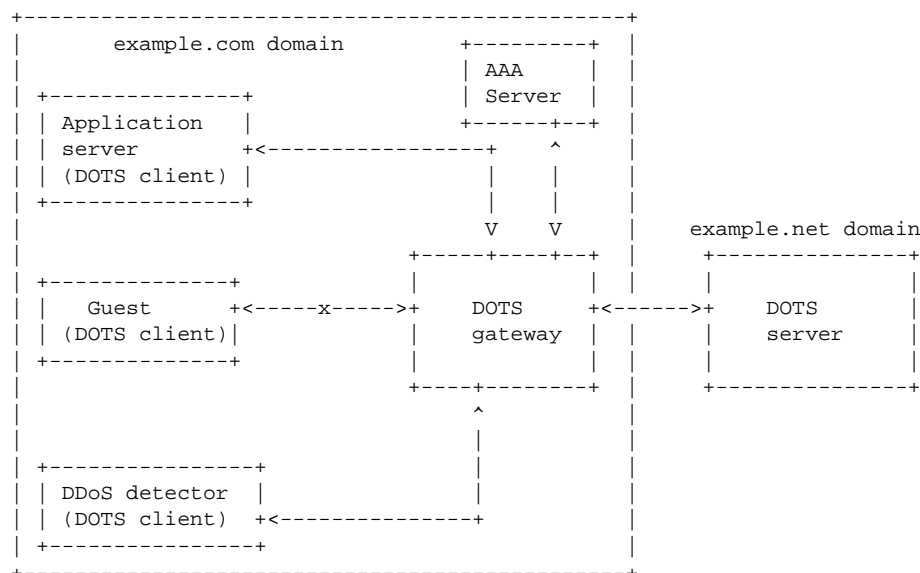 example.com domain
AAA
Server
Application
server
(DOTS client)
example.net domain
Guest
(DOTS client)
x
DOTS
gateway
DOTS
server
DDoS detector
(DOTS client)